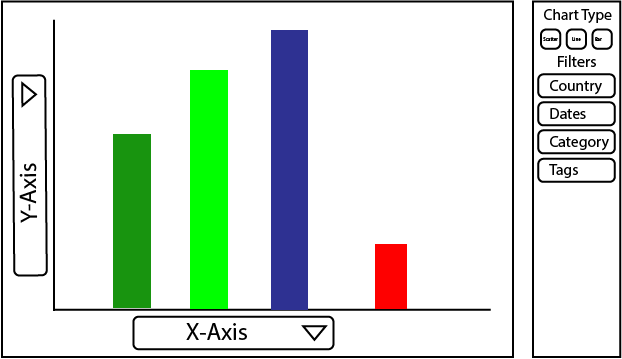 Y-Axis
X-Axis
Chart Type
Scatter Line Bar
Filters
Country
Dates
Category
Tags